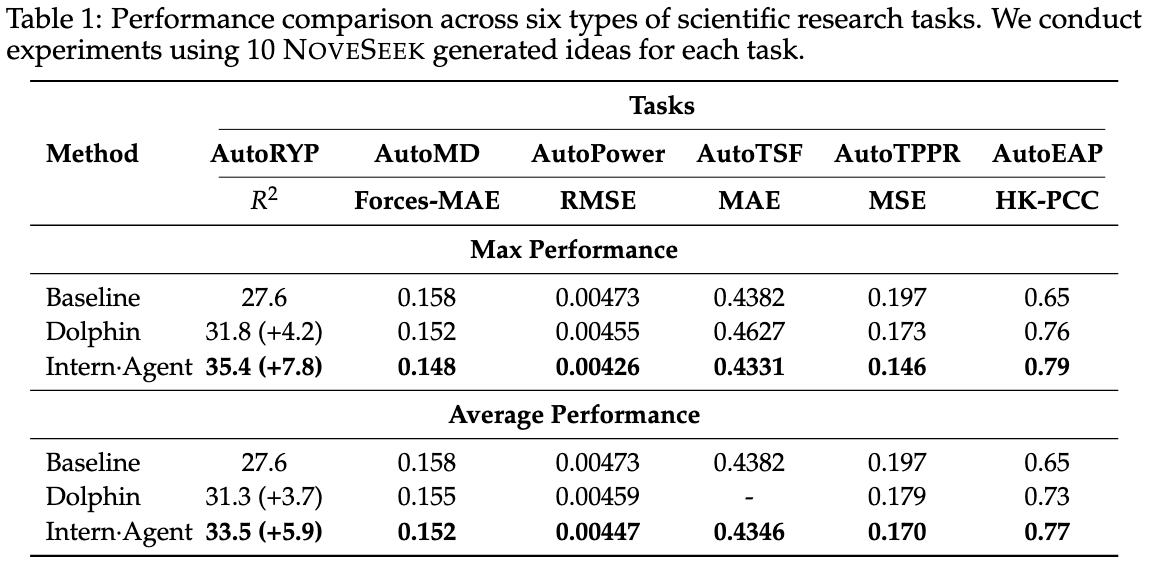 Table 1: Performance comparison across six types of scientific research tasks. We conduct
experiments using 10 NOVESEEK generated ideas for each task.
Tasks
Method AutoRYP AutoMD AutoPower AutoTSF AutoTPPR AutoEAP
R² Forces-MAE RMSE MAE MSE HK-PCC
Max Performance
Baseline 27.6 0.158 0.00473 0.4382 0.197 0.65
Dolphin 31.8 (+4.2) 0.152 0.00455 0.4627 0.173 0.76
Intern·Agent 35.4 (+7.8) 0.148 0.00426 0.4331 0.146 0.79
Average Performance
Baseline 27.6 0.158 0.00473 0.4382 0.197 0.65
Dolphin 31.3 (+3.7) 0.155 0.00459 - 0.179 0.73
Intern·Agent 33.5 (+5.9) 0.152 0.00447 0.4346 0.170 0.77